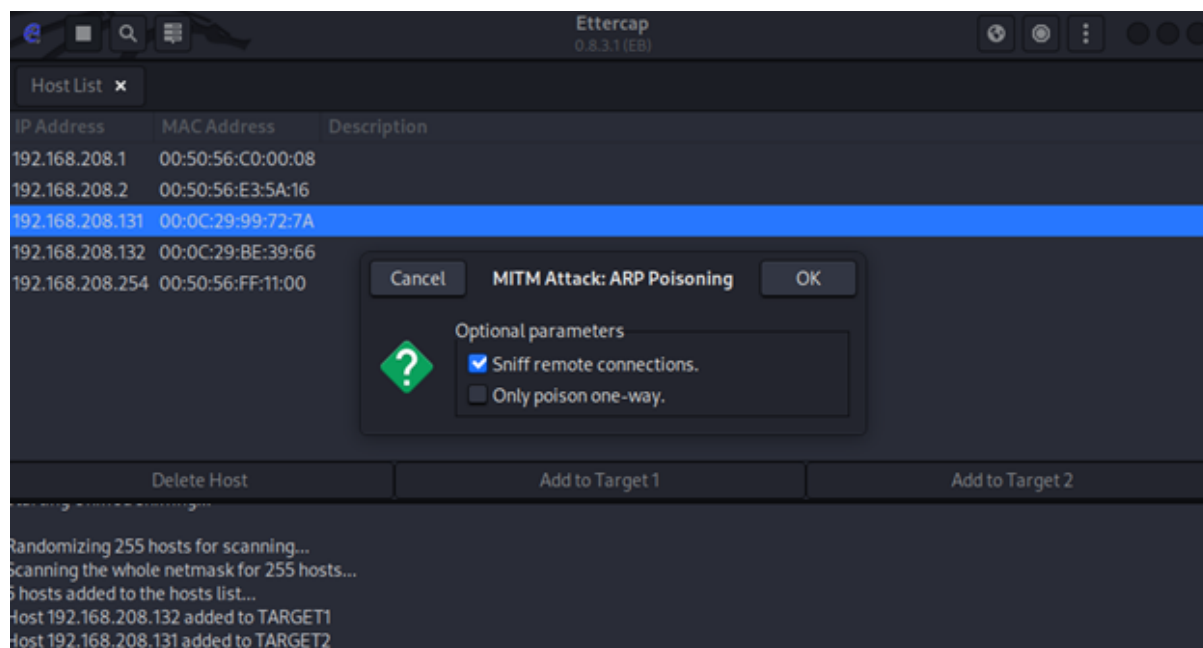 Ettercap
0.8.3.1 (EB)
Host List ×
IP Address MAC Address Description
192.168.208.1 00:50:56:C0:00:08
192.168.208.2 00:50:56:E3:5A:16
192.168.208.131 00:0C:29:99:72:7A
192.168.208.132 00:0C:29:BE:39:66
192.168.208.254 00:50:56:FF:11:00
Cancel MITM Attack: ARP Poisoning OK
Optional parameters
Sniff remote connections.
Only poison one-way.
Delete Host Add to Target 1 Add to Target 2
Randomizing 255 hosts for scanning...
Scanning the whole netmask for 255 hosts...
hosts added to the hosts list...
Host 192.168.208.132 added to TARGET1
Host 192.168.208.131 added to TARGET2